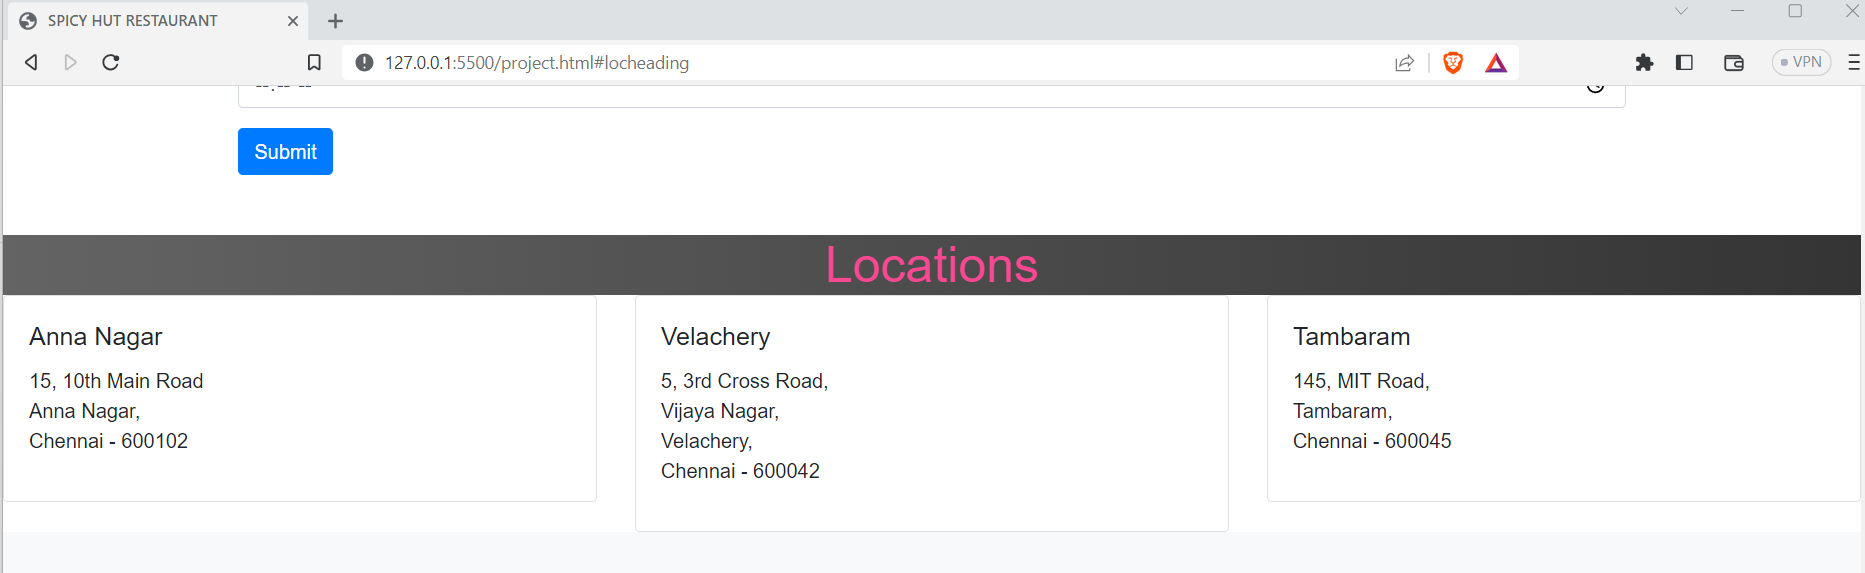 SPICY HUT RESTAURANT
127.0.0.1:5500/project.html#locheading
VPN
Submit
Locations
Anna Nagar
15, 10th Main Road
Anna Nagar,
Chennai - 600102
Velachery
5, 3rd Cross Road,
Vijaya Nagar,
Velachery,
Chennai - 600042
Tambaram
145, MIT Road,
Tambaram,
Chennai - 600045